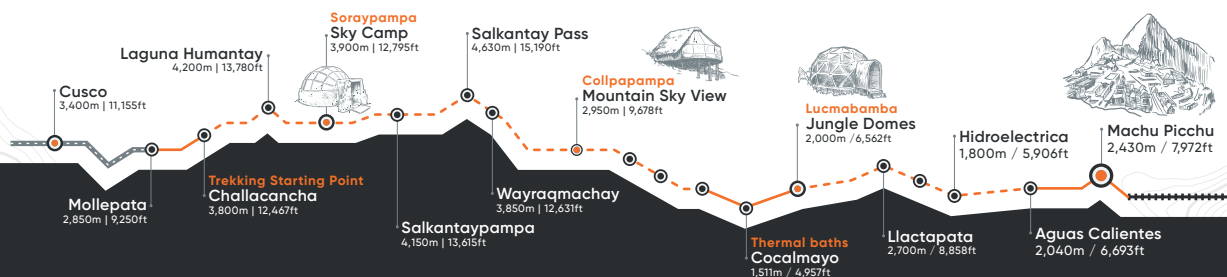 Cusco
3,400m | 11,155ft
Mollepata
2,850m | 9,250ft
Trekking Starting Point
Challacancha
3,800m | 12,467ft
Laguna Humantay
4,200m | 13,780ft
Soraypampa
Sky Camp
3,900m | 12,795ft
Salkantaypampa
4,150m | 13,615ft
Salkantay Pass
4,630m | 15,190ft
Wayraqmachay
3,850m | 12,631ft
Collpapampa
Mountain Sky View
2,950m | 9,678ft
Thermal baths
Cocalmayo
1,511m / 4,957ft
Lucmabamba
Jungle Domes
2,000m /6,562ft
Llactapata
2,700m / 8,858ft
Hidroelectrica
1,800m / 5,906ft
Aguas Calientes
2,040m / 6,693ft
Machu Picchu
2,430m / 7,972ft